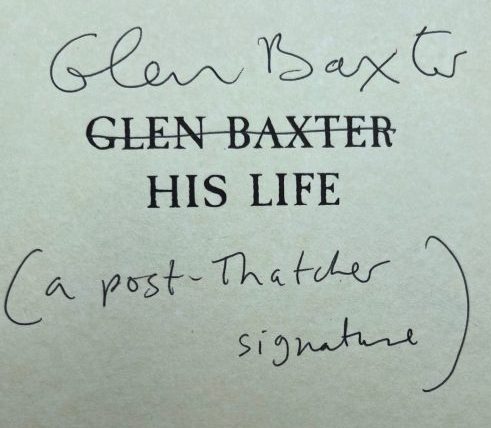 Glen Baxter
GLEN BAXTER
HIS LIFE
(a post-Thatcher
signature)